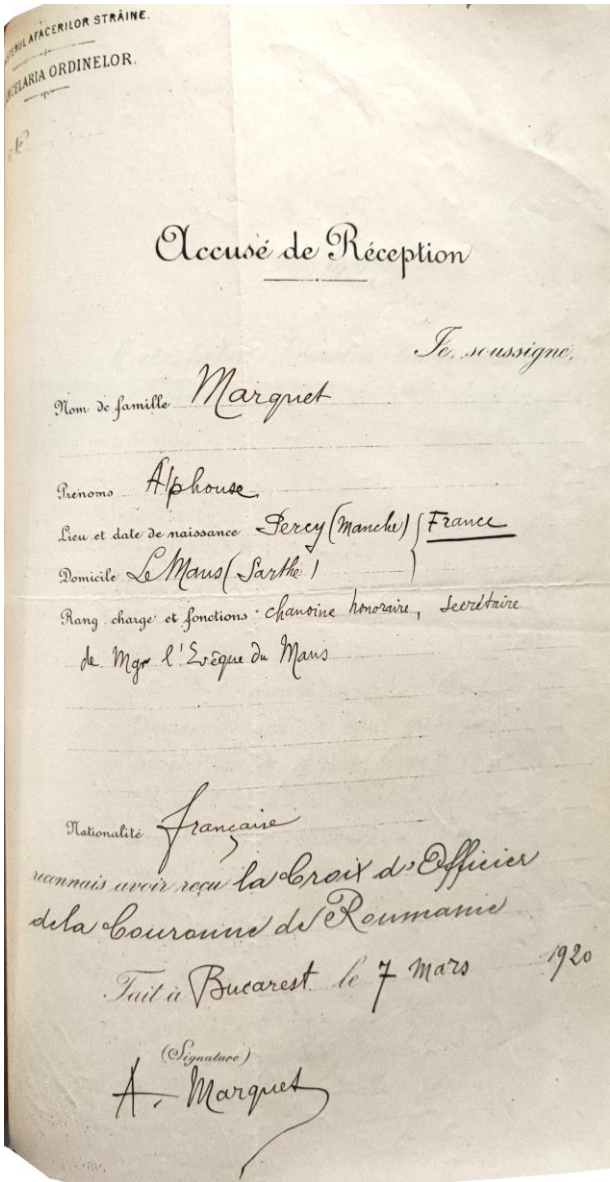 AFACERILOR STRĂINE.
ORDINELOR.
Accusé de Réception
Je, soussigné,
Nom de famille Marquet
Prénoms Alphonse
Lieu et date de naissance Percy (Manche) } France
Domicile Le Mans (Sarthe)
Rang, charge et fonctions chanoine honoraire, secrétaire
de Mgr l'Evêque du Mans
Nationalité française
reconnais avoir reçu la Croix d'Officier
de la Couronne de Roumanie
Fait à Bucarest le 7 Mars 1920
(Signature)
A. Marquet